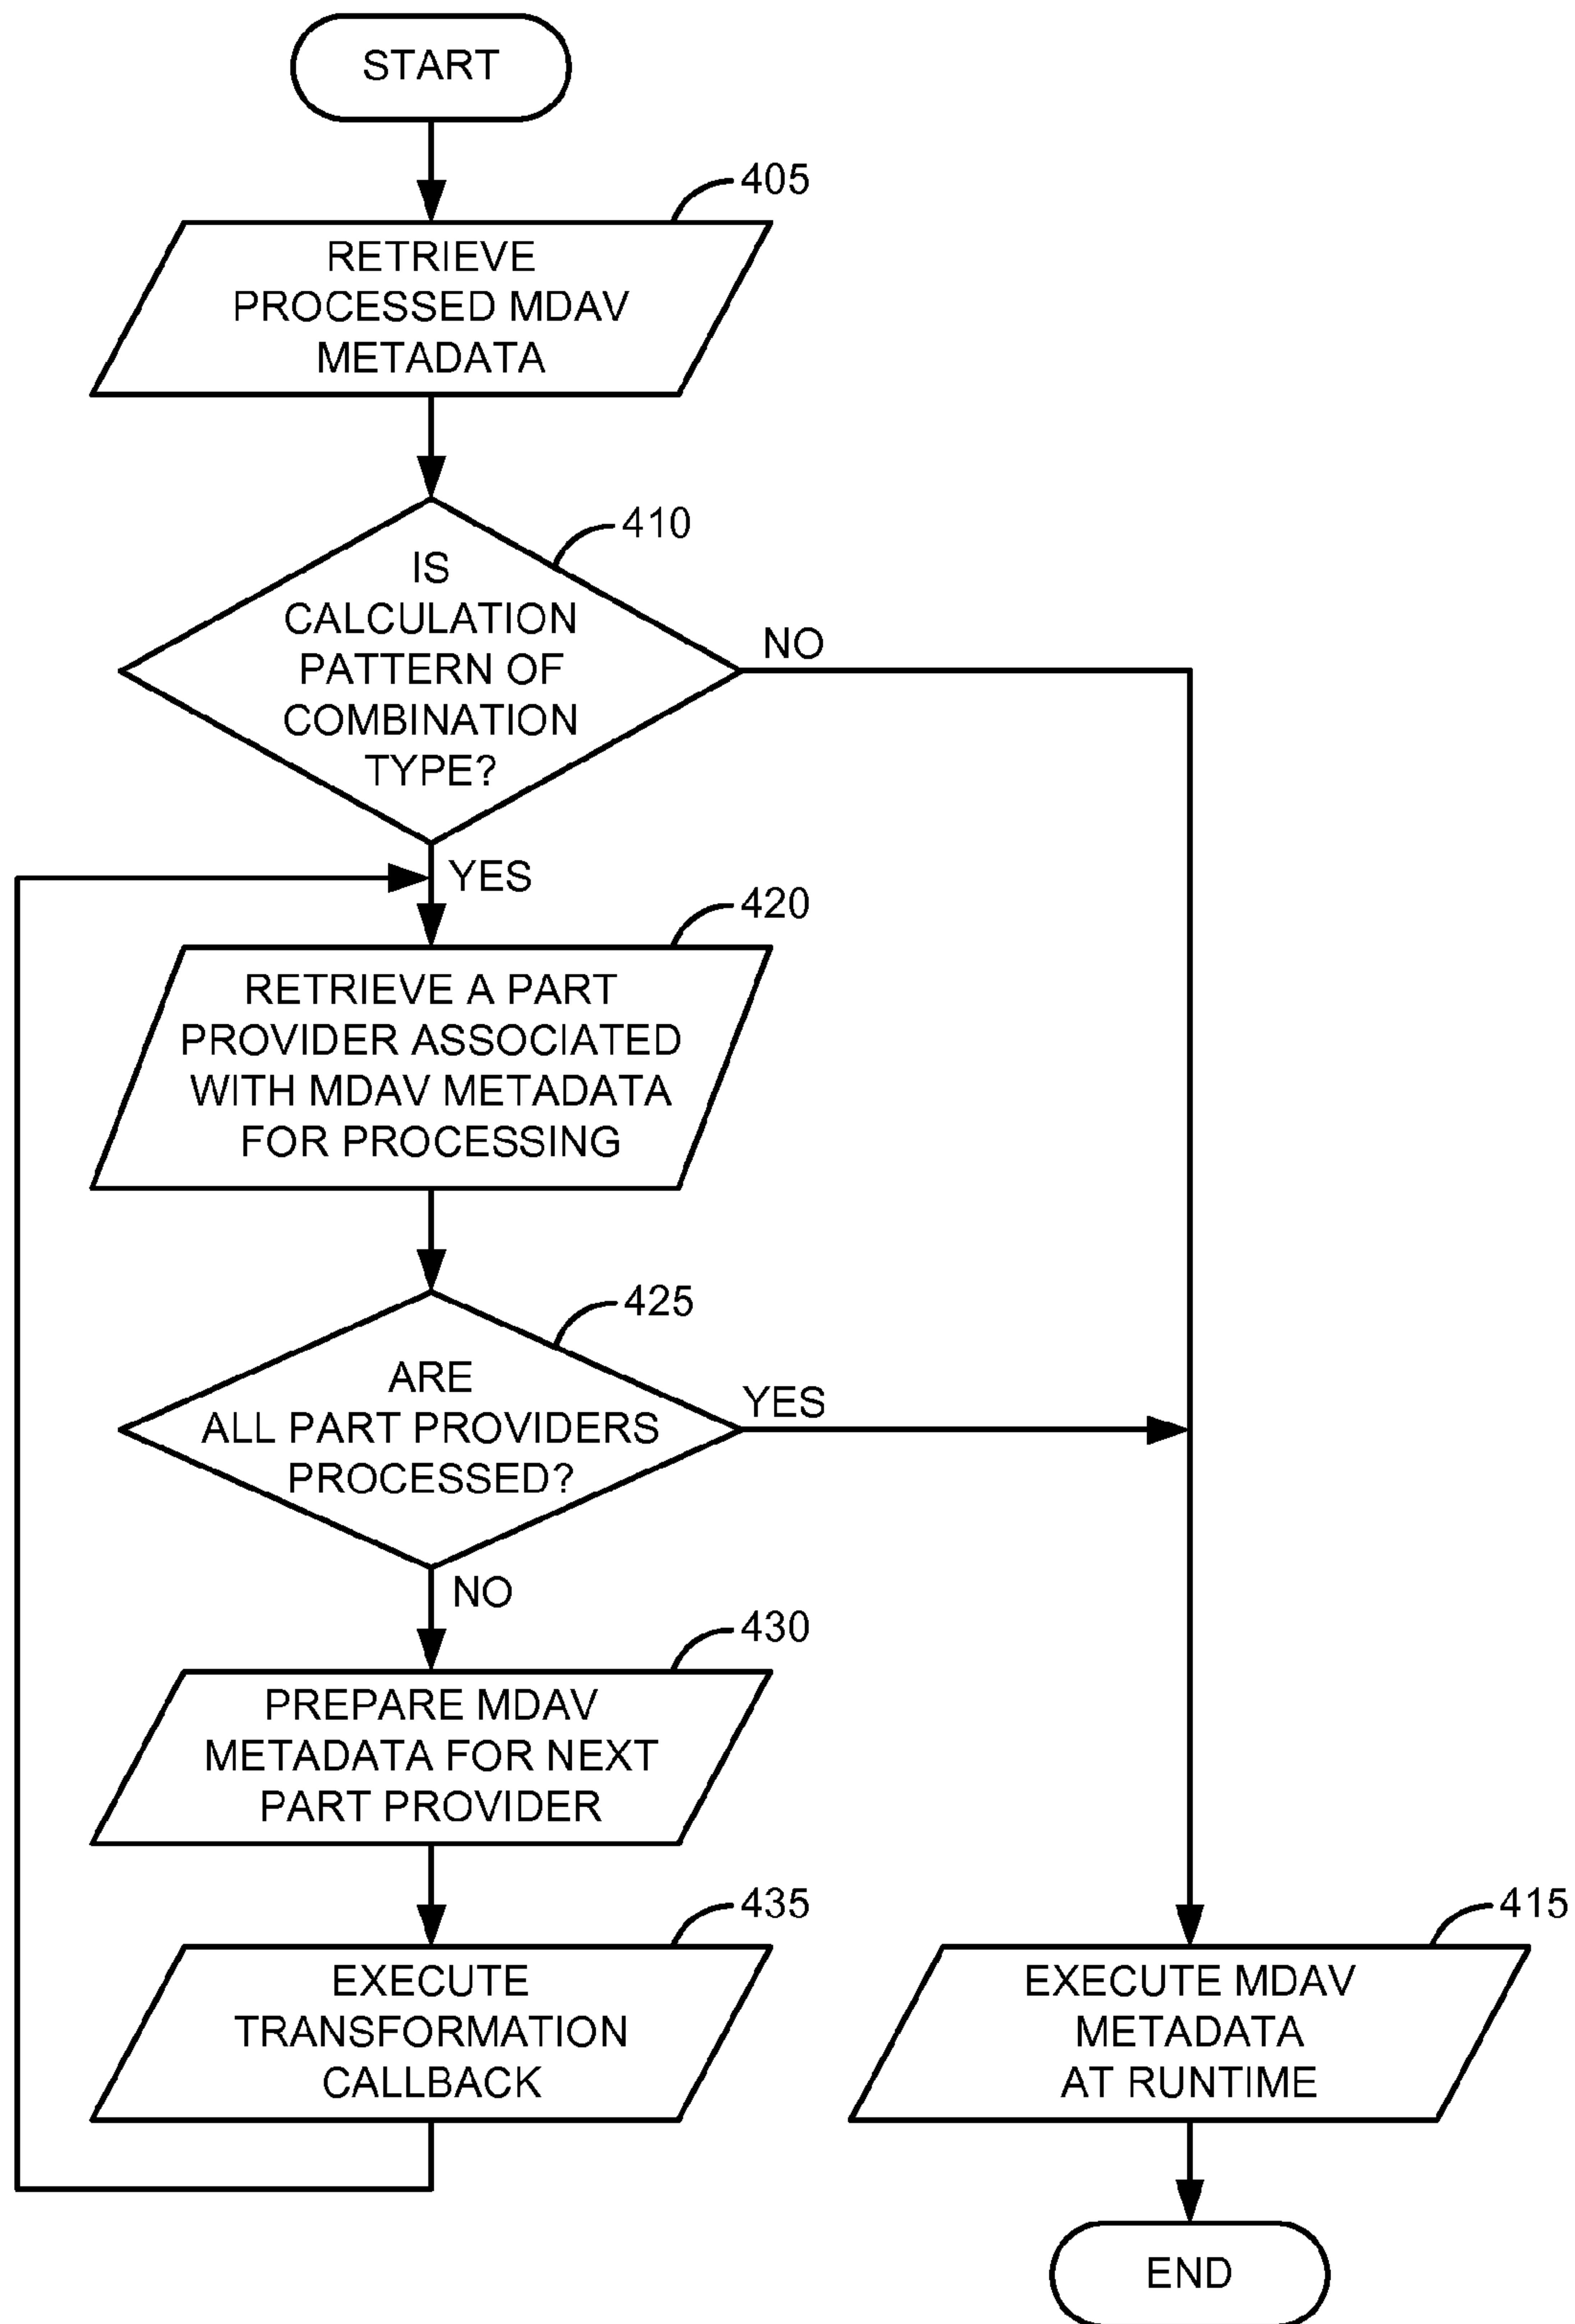 START
405
RETRIEVE
PROCESSED MDAV
METADATA
410
IS
CALCULATION
PATTERN OF
COMBINATION
TYPE?
NO
YES
420
RETRIEVE A PART
PROVIDER ASSOCIATED
WITH MDAV METADATA
FOR PROCESSING
425
ARE
ALL PART PROVIDERS
PROCESSED?
YES
NO
430
PREPARE MDAV
METADATA FOR NEXT
PART PROVIDER
435
EXECUTE
TRANSFORMATION
CALLBACK
415
EXECUTE MDAV
METADATA
AT RUNTIME
END